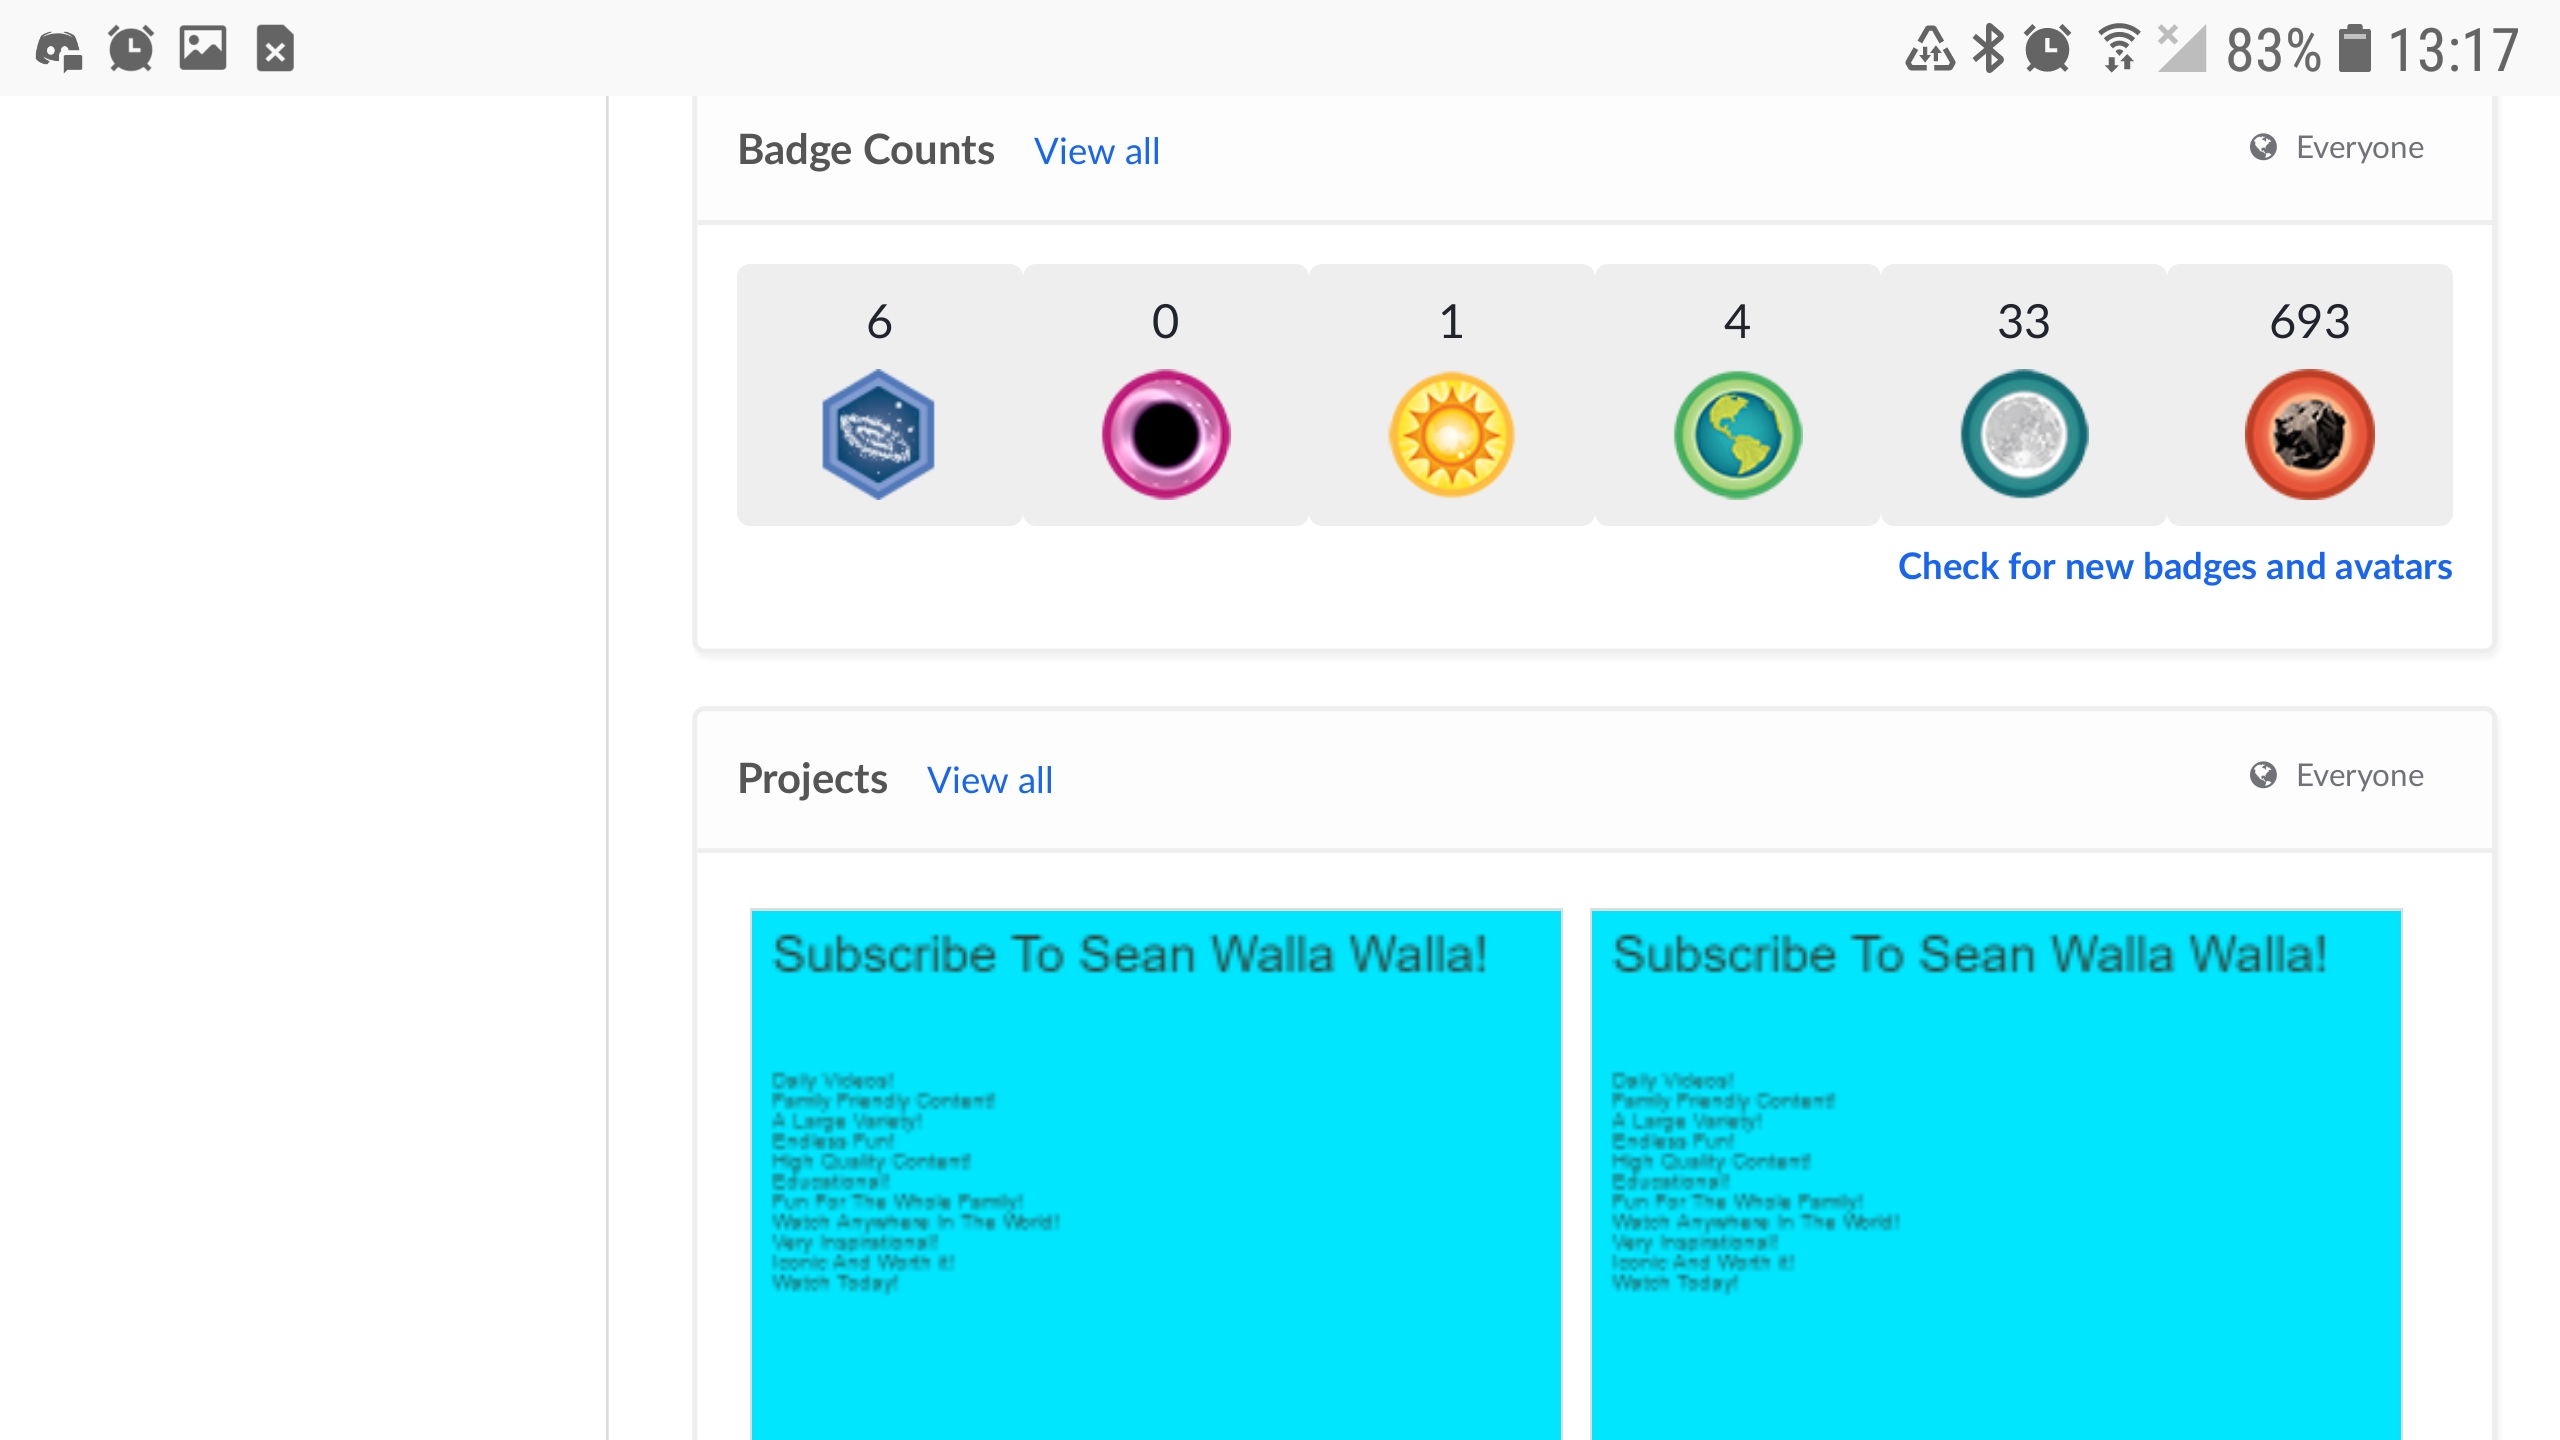 83% 13:17
Badge Counts View all Everyone
6 0 1 4 33 693
Check for new badges and avatars
Projects View all Everyone
Subscribe To Sean Walla Walla! Subscribe To Sean Walla Walla!
Daily Videos! Daily Videos!
Family Friendly Content! Family Friendly Content!
A Large Variety! A Large Variety!
Endless Fun! Endless Fun!
High Quality Content! High Quality Content!
Educational! Educational!
Fun For The Whole Family! Fun For The Whole Family!
Watch Anywhere In The World! Watch Anywhere In The World!
Very Inspirational! Very Inspirational!
Iconic And Worth It! Iconic And Worth It!
Watch Today! Watch Today!